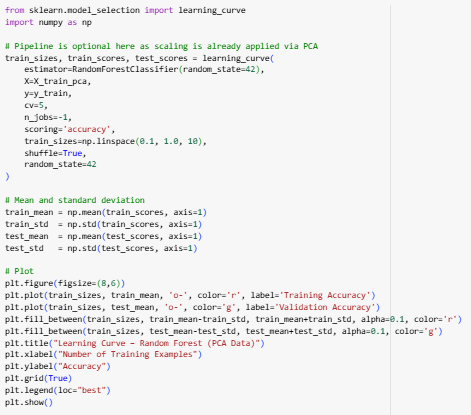 from sklearn.model_selection import learning_curve
import numpy as np
# Pipeline is optional here as scaling is already applied via PCA
train_sizes, train_scores, test_scores = learning_curve(
    estimator=RandomForestClassifier(random_state=42),
    X=X_train_pca,
    y=y_train,
    cv=5,
    n_jobs=-1,
    scoring='accuracy',
    train_sizes=np.linspace(0.1, 1.0, 10),
    shuffle=True,
    random_state=42
)
# Mean and standard deviation
train_mean = np.mean(train_scores, axis=1)
train_std  = np.std(train_scores, axis=1)
test_mean  = np.mean(test_scores, axis=1)
test_std   = np.std(test_scores, axis=1)
# Plot
plt.figure(figsize=(8,6))
plt.plot(train_sizes, train_mean, 'o-', color='r', label='Training Accuracy')
plt.plot(train_sizes, test_mean, 'o-', color='g', label='Validation Accuracy')
plt.fill_between(train_sizes, train_mean-train_std, train_mean+train_std, alpha=0.1, color='r')
plt.fill_between(train_sizes, test_mean-test_std, test_mean+test_std, alpha=0.1, color='g')
plt.title("Learning Curve – Random Forest (PCA Data)")
plt.xlabel("Number of Training Examples")
plt.ylabel("Accuracy")
plt.grid(True)
plt.legend(loc="best")
plt.show()